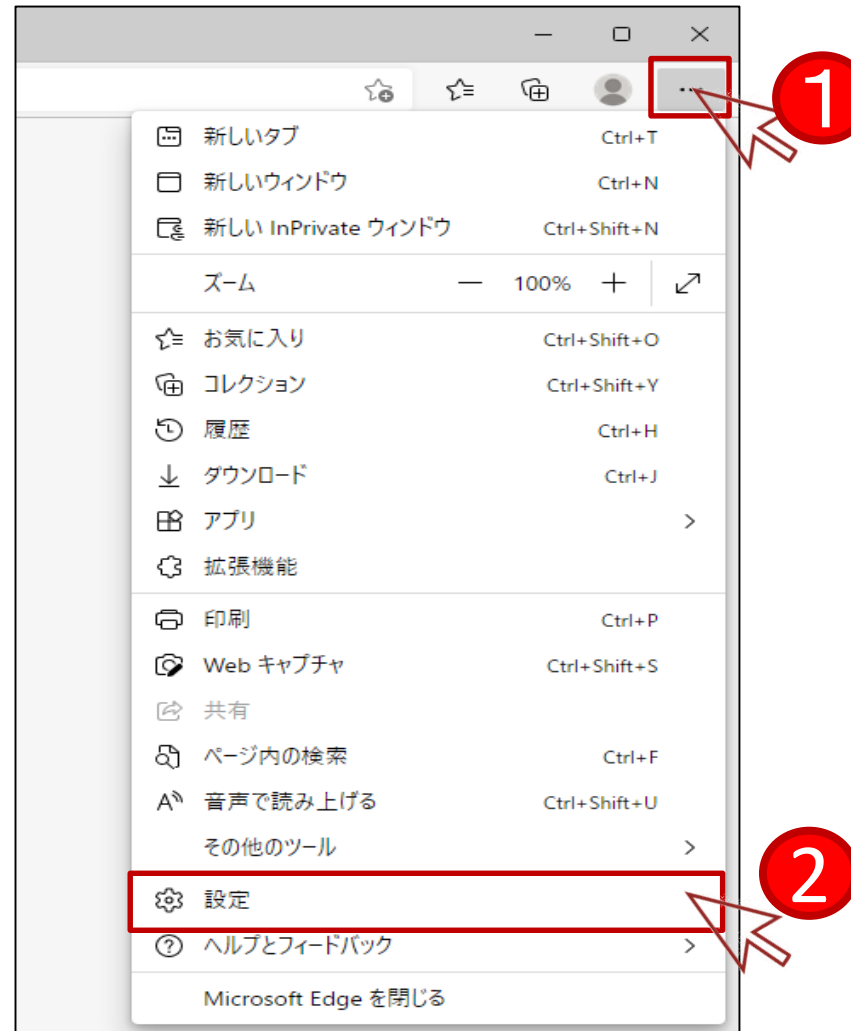 1
新しいタブ Ctrl+T
新しいウィンドウ Ctrl+N
新しい InPrivate ウィンドウ Ctrl+Shift+N
ズーム — 100% +
お気に入り Ctrl+Shift+O
コレクション Ctrl+Shift+Y
履歴 Ctrl+H
ダウンロード Ctrl+J
アプリ >
拡張機能
印刷 Ctrl+P
Web キャプチャ Ctrl+Shift+S
共有
ページ内の検索 Ctrl+F
音声で読み上げる Ctrl+Shift+U
その他のツール >
2
設定
ヘルプとフィードバック >
Microsoft Edge を閉じる